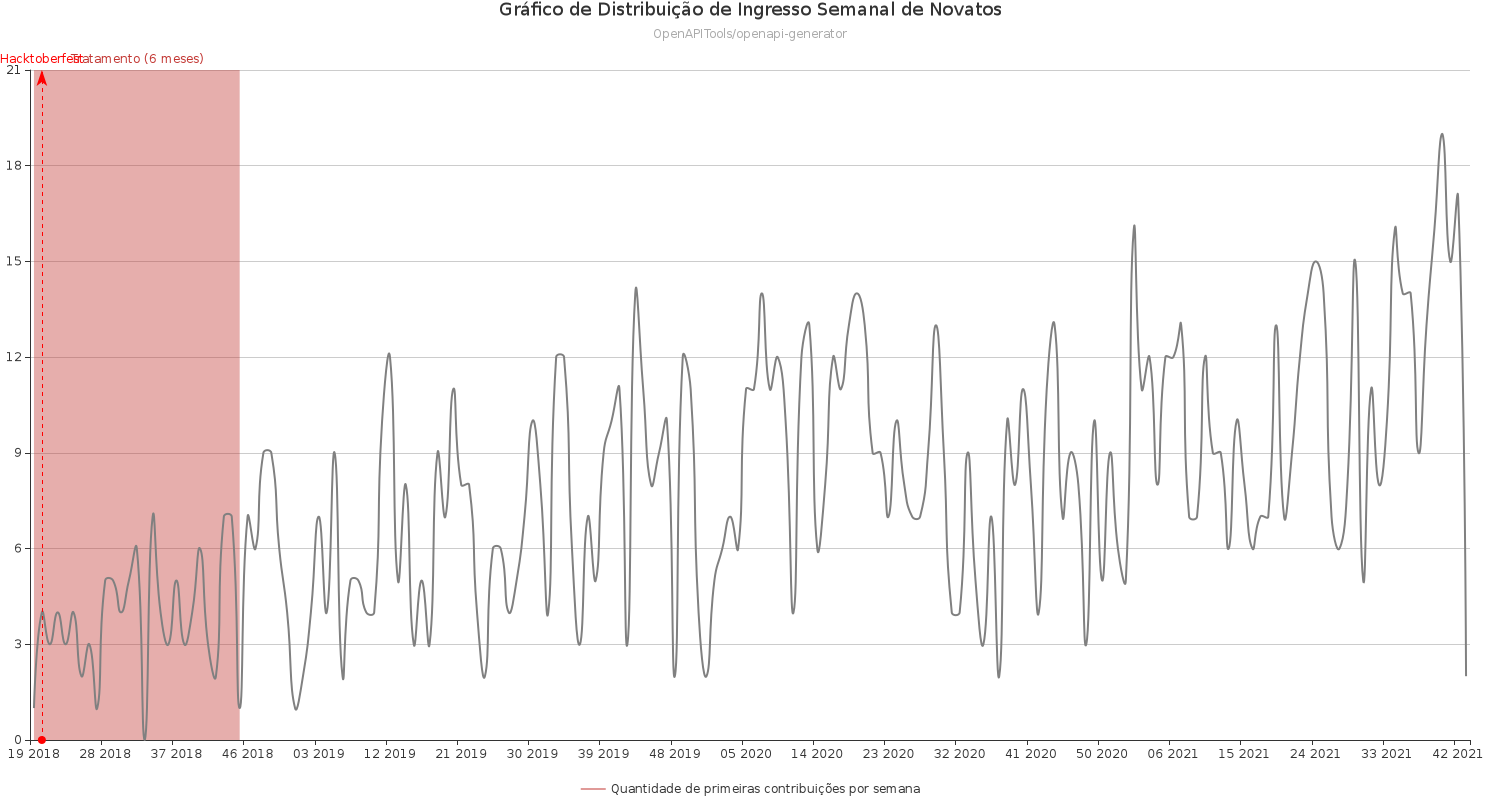 Gráfico de Distribuição de Ingresso Semanal de Novatos
OpenAPITools/openapi-generator
Hacktoberfest
Tratamento (6 meses)
21
18
15
12
9
6
3
0
19 2018 28 2018 37 2018 46 2018 03 2019 12 2019 21 2019 30 2019 39 2019 48 2019 05 2020 14 2020 23 2020 32 2020 41 2020 50 2020 06 2021 15 2021 24 2021 33 2021 42 2021
Quantidade de primeiras contribuições por semana